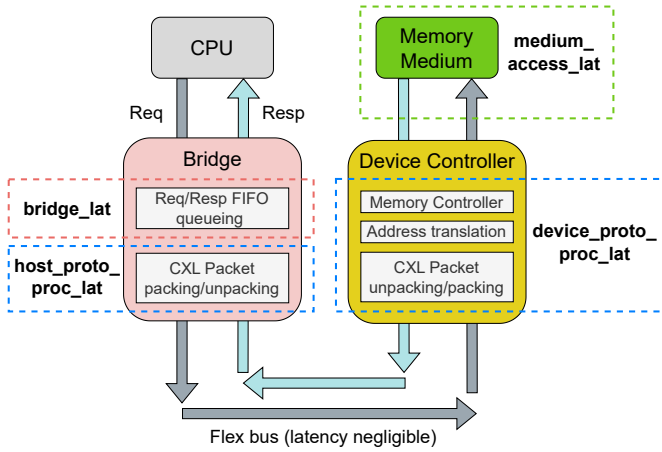 CPU
Memory
Medium
medium_
access_lat
Req
Resp
Bridge
Device Controller
bridge_lat
Req/Resp FIFO
queueing
Memory Controller
Address translation
device_proto_
proc_lat
host_proto_
proc_lat
CXL Packet
packing/unpacking
CXL Packet
unpacking/packing
Flex bus (latency negligible)